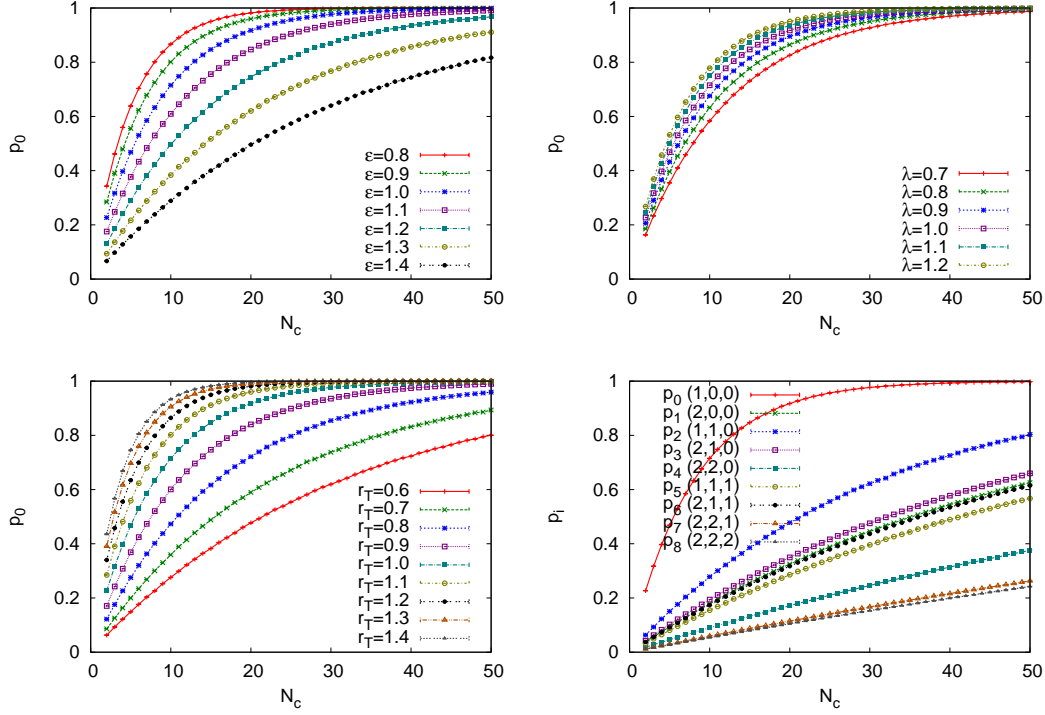 1
0.8
0.6
0.4
0.2
0
p0
ε=0.8
ε=0.9
ε=1.0
ε=1.1
ε=1.2
ε=1.3
ε=1.4
0 10 20 30 40 50
Nc
1
0.8
0.6
0.4
0.2
0
p0
λ=0.7
λ=0.8
λ=0.9
λ=1.0
λ=1.1
λ=1.2
0 10 20 30 40 50
Nc
1
0.8
0.6
0.4
0.2
0
p0
rT=0.6
rT=0.7
rT=0.8
rT=0.9
rT=1.0
rT=1.1
rT=1.2
rT=1.3
rT=1.4
0 10 20 30 40 50
Nc
1
0.8
0.6
0.4
0.2
0
pi
p0 (1,0,0)
p1 (2,0,0)
p2 (1,1,0)
p3 (2,1,0)
p4 (2,2,0)
p5 (1,1,1)
p6 (2,1,1)
p7 (2,2,1)
p8 (2,2,2)
0 10 20 30 40 50
Nc